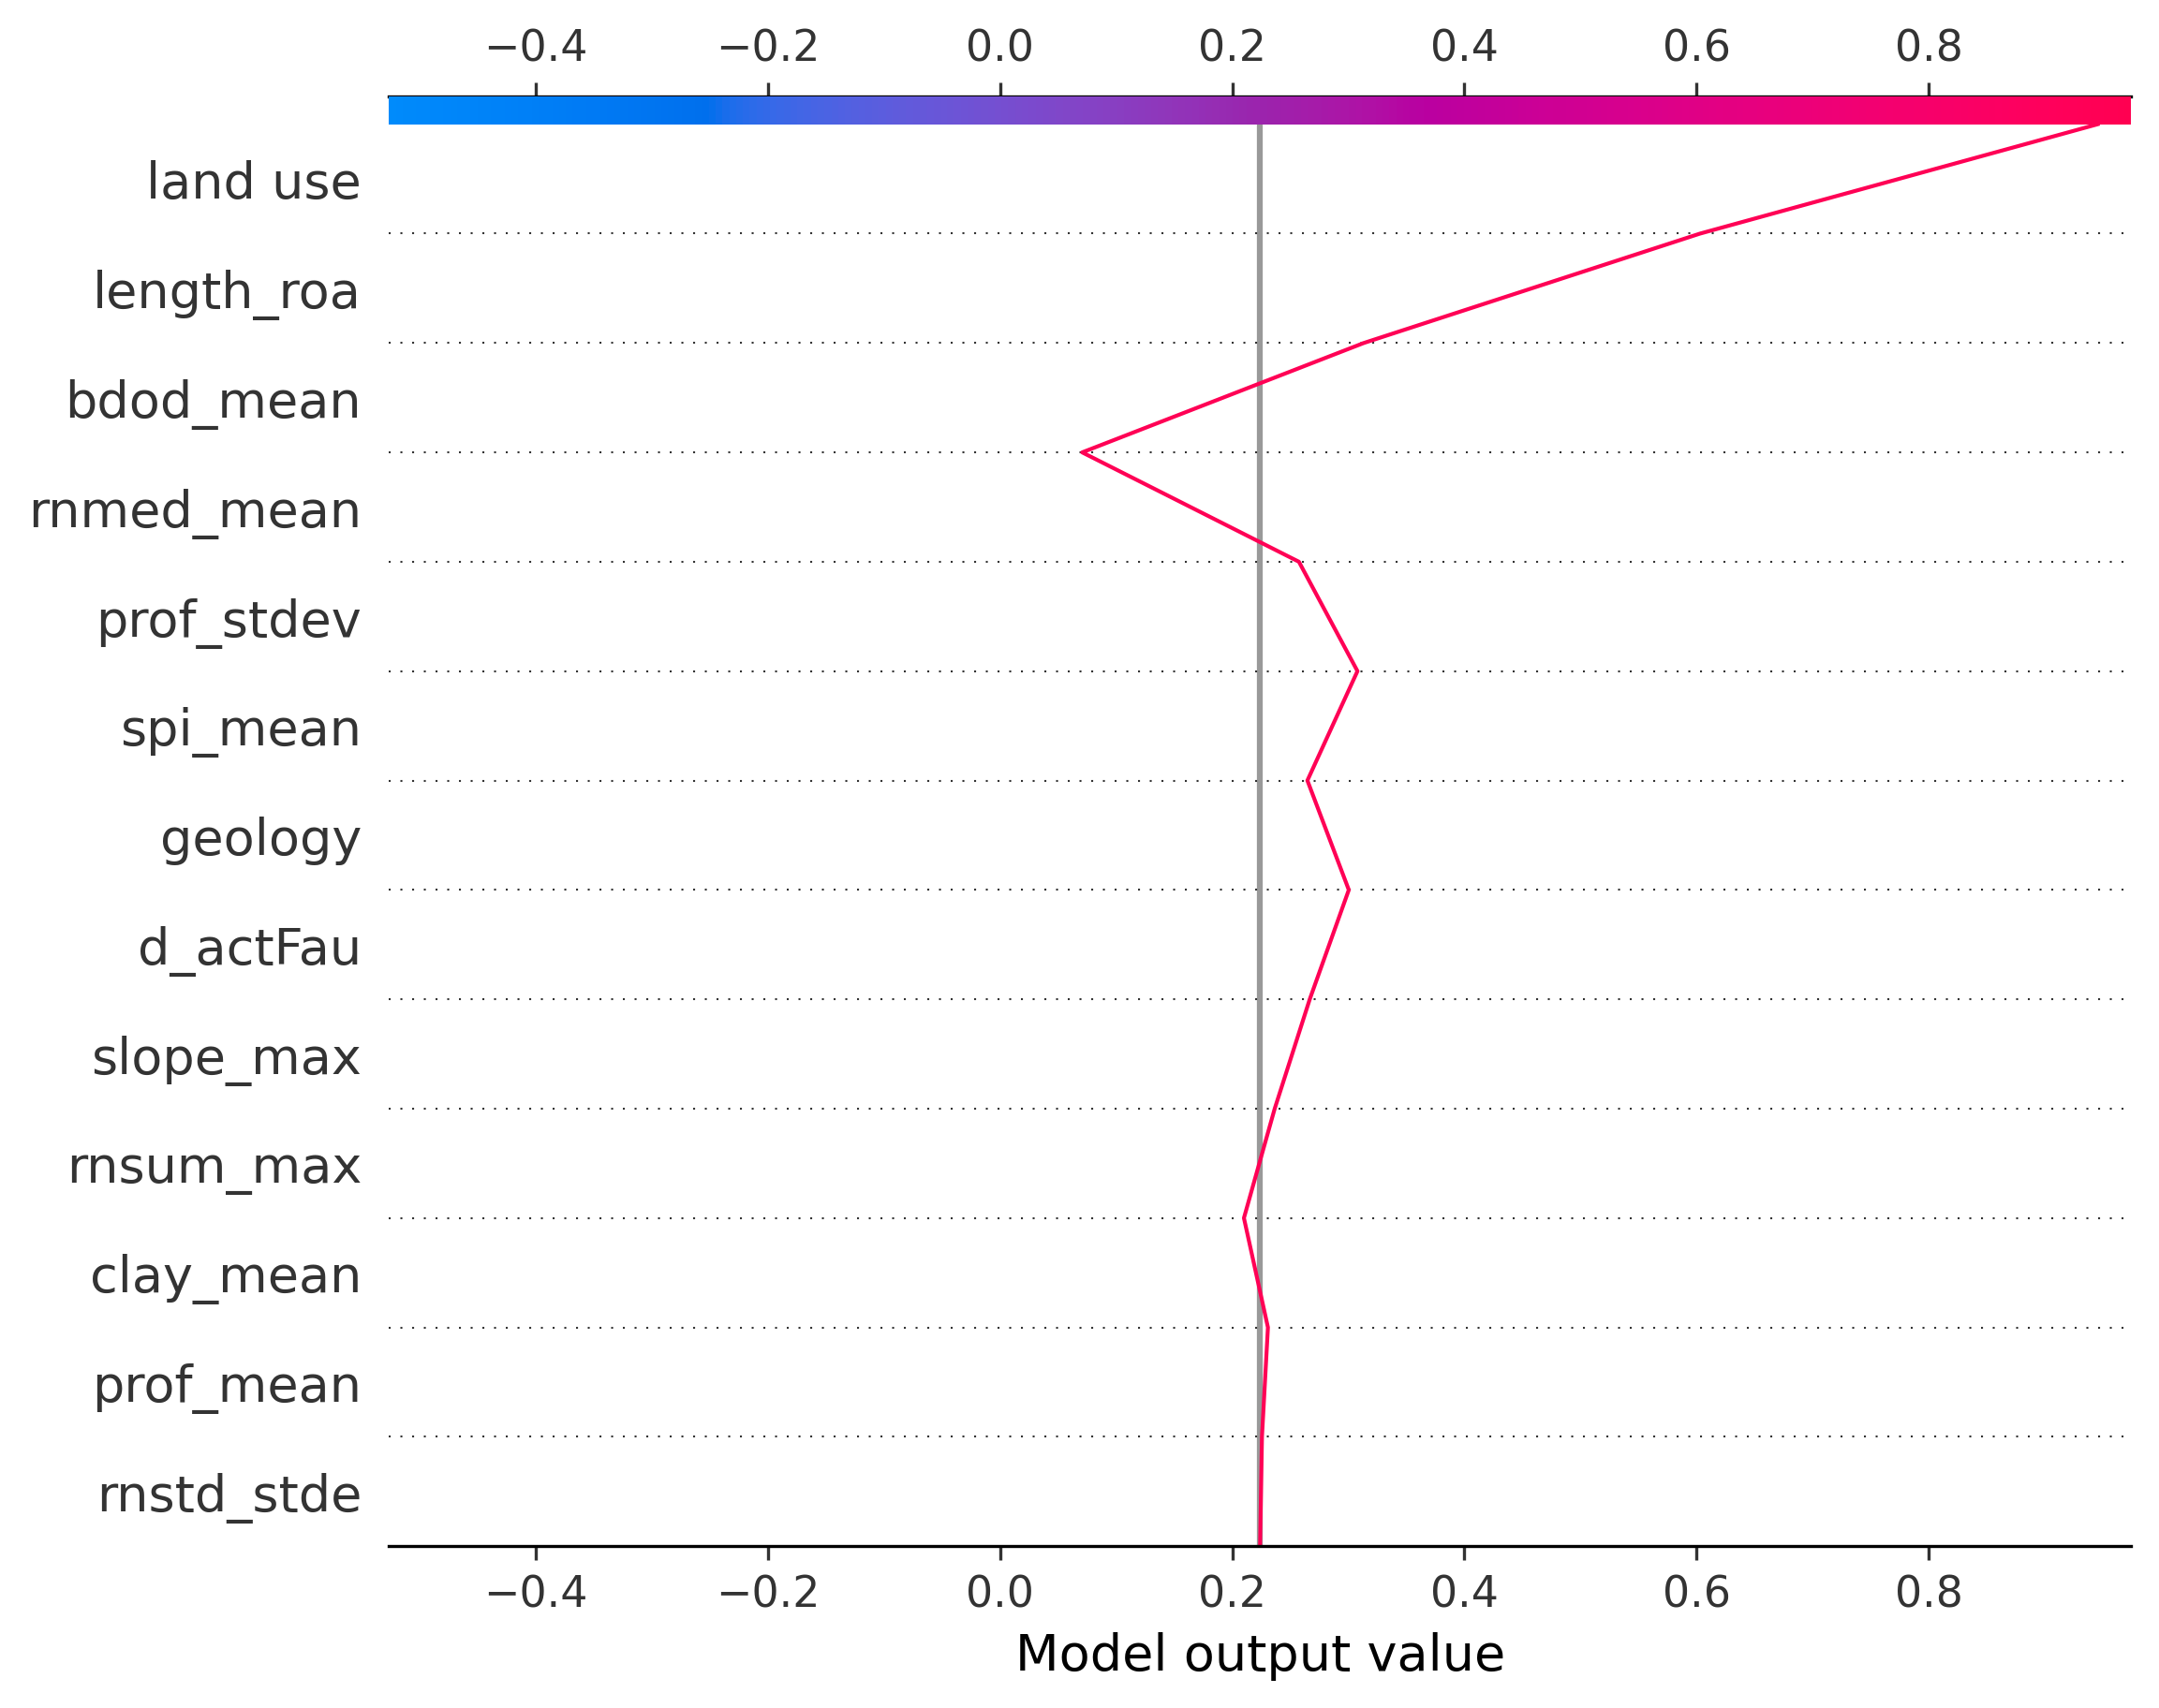 −0.4 −0.2 0.0 0.2 0.4 0.6 0.8
land use
length_roa
bdod_mean
rnmed_mean
prof_stdev
spi_mean
geology
d_actFau
slope_max
rnsum_max
clay_mean
prof_mean
rnstd_stde
−0.4 −0.2 0.0 0.2 0.4 0.6 0.8
Model output value